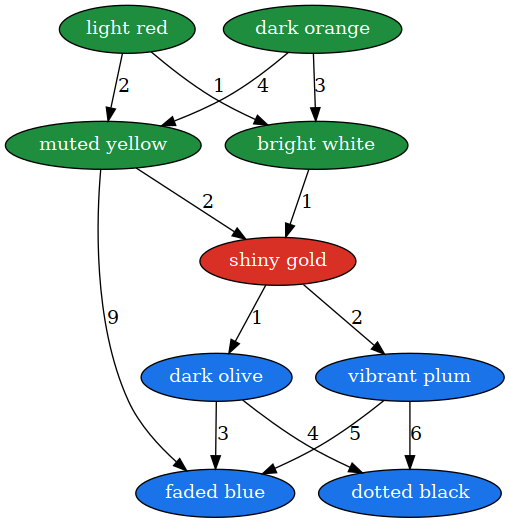 light red
dark orange
2
1
4
3
muted yellow
bright white
2
1
shiny gold
9
1
2
dark olive
vibrant plum
3
4
5
6
faded blue
dotted black